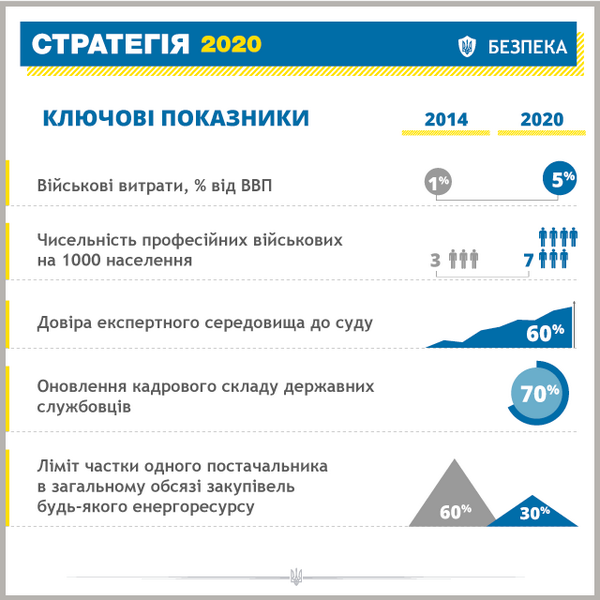 СТРАТЕГІЯ 2020
БЕЗПЕКА
КЛЮЧОВІ ПОКАЗНИКИ
2014
2020
Військові витрати, % від ВВП
1%
5%
Чисельність професійних військових
на 1000 населення
3
7
Довіра експертного середовища до суду
60%
Оновлення кадрового складу державних
службовців
70%
Ліміт частки одного постачальника
в загальному обсязі закупівель
будь-якого енергоресурсу
60%
30%